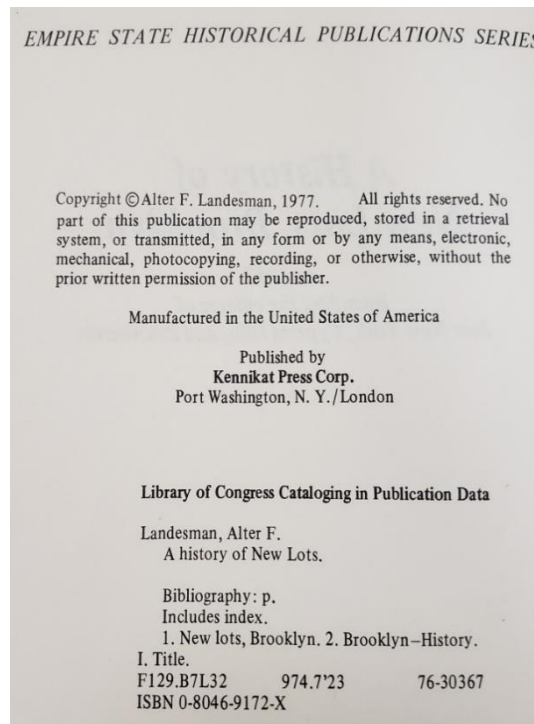 EMPIRE STATE HISTORICAL PUBLICATIONS SERIES
Copyright © Alter F. Landesman, 1977. All rights reserved. No
part of this publication may be reproduced, stored in a retrieval
system, or transmitted, in any form or by any means, electronic,
mechanical, photocopying, recording, or otherwise, without the
prior written permission of the publisher.
Manufactured in the United States of America
Published by
Kennikat Press Corp.
Port Washington, N. Y./London
Library of Congress Cataloging in Publication Data
Landesman, Alter F.
A history of New Lots.
Bibliography: p.
Includes index.
1. New lots, Brooklyn. 2. Brooklyn–History.
I. Title.
F129.B7L32 974.7'23 76-30367
ISBN 0-8046-9172-X